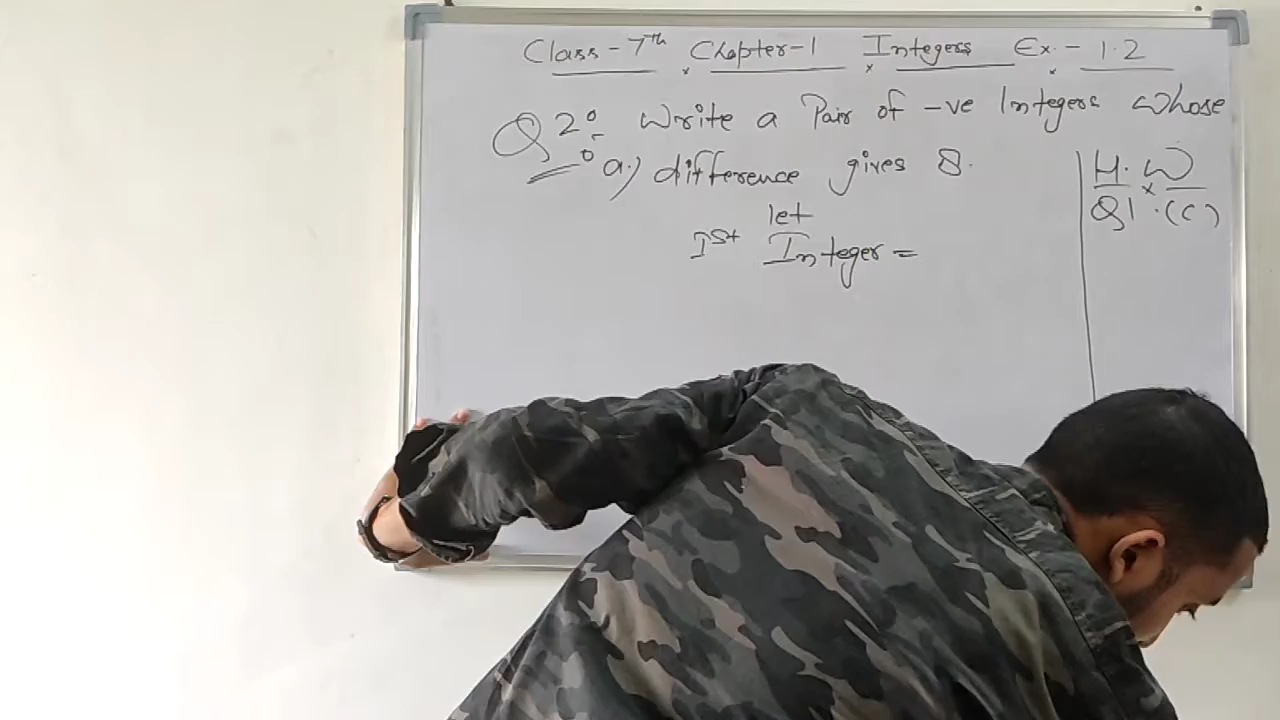 Class - 7th Chapter-1 Integers Ex. - 1.2
Q 2: Write a Pair of -ve Integers whose
a.) difference gives 8.
let
Ist Integer =
H.W
Q1.(c)